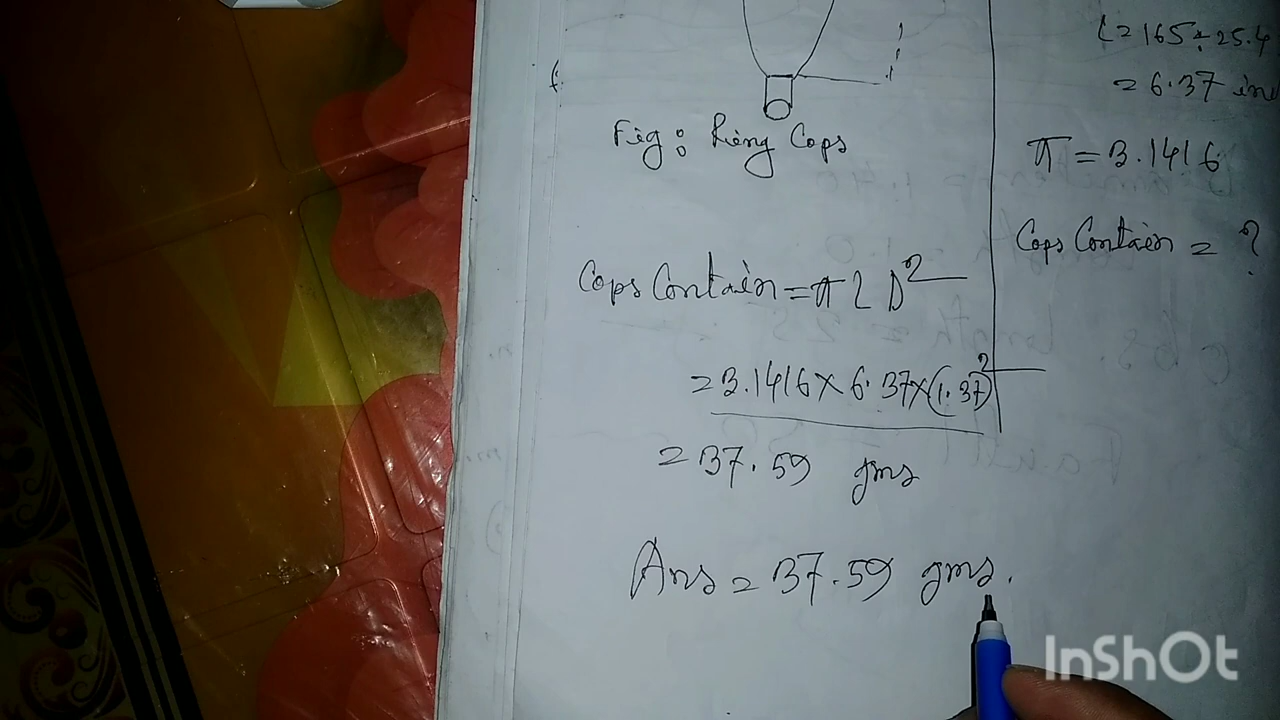 Fig: Ring Cops
Cops Contain = π L D²
= 3.1416 × 6.37 × (1.37)²
= 37.59 gms
Ans = 37.59 gms.
L = 165 ÷ 25.4
= 6.37 in
π = 3.1416
Cops Contain = ?
InShOt